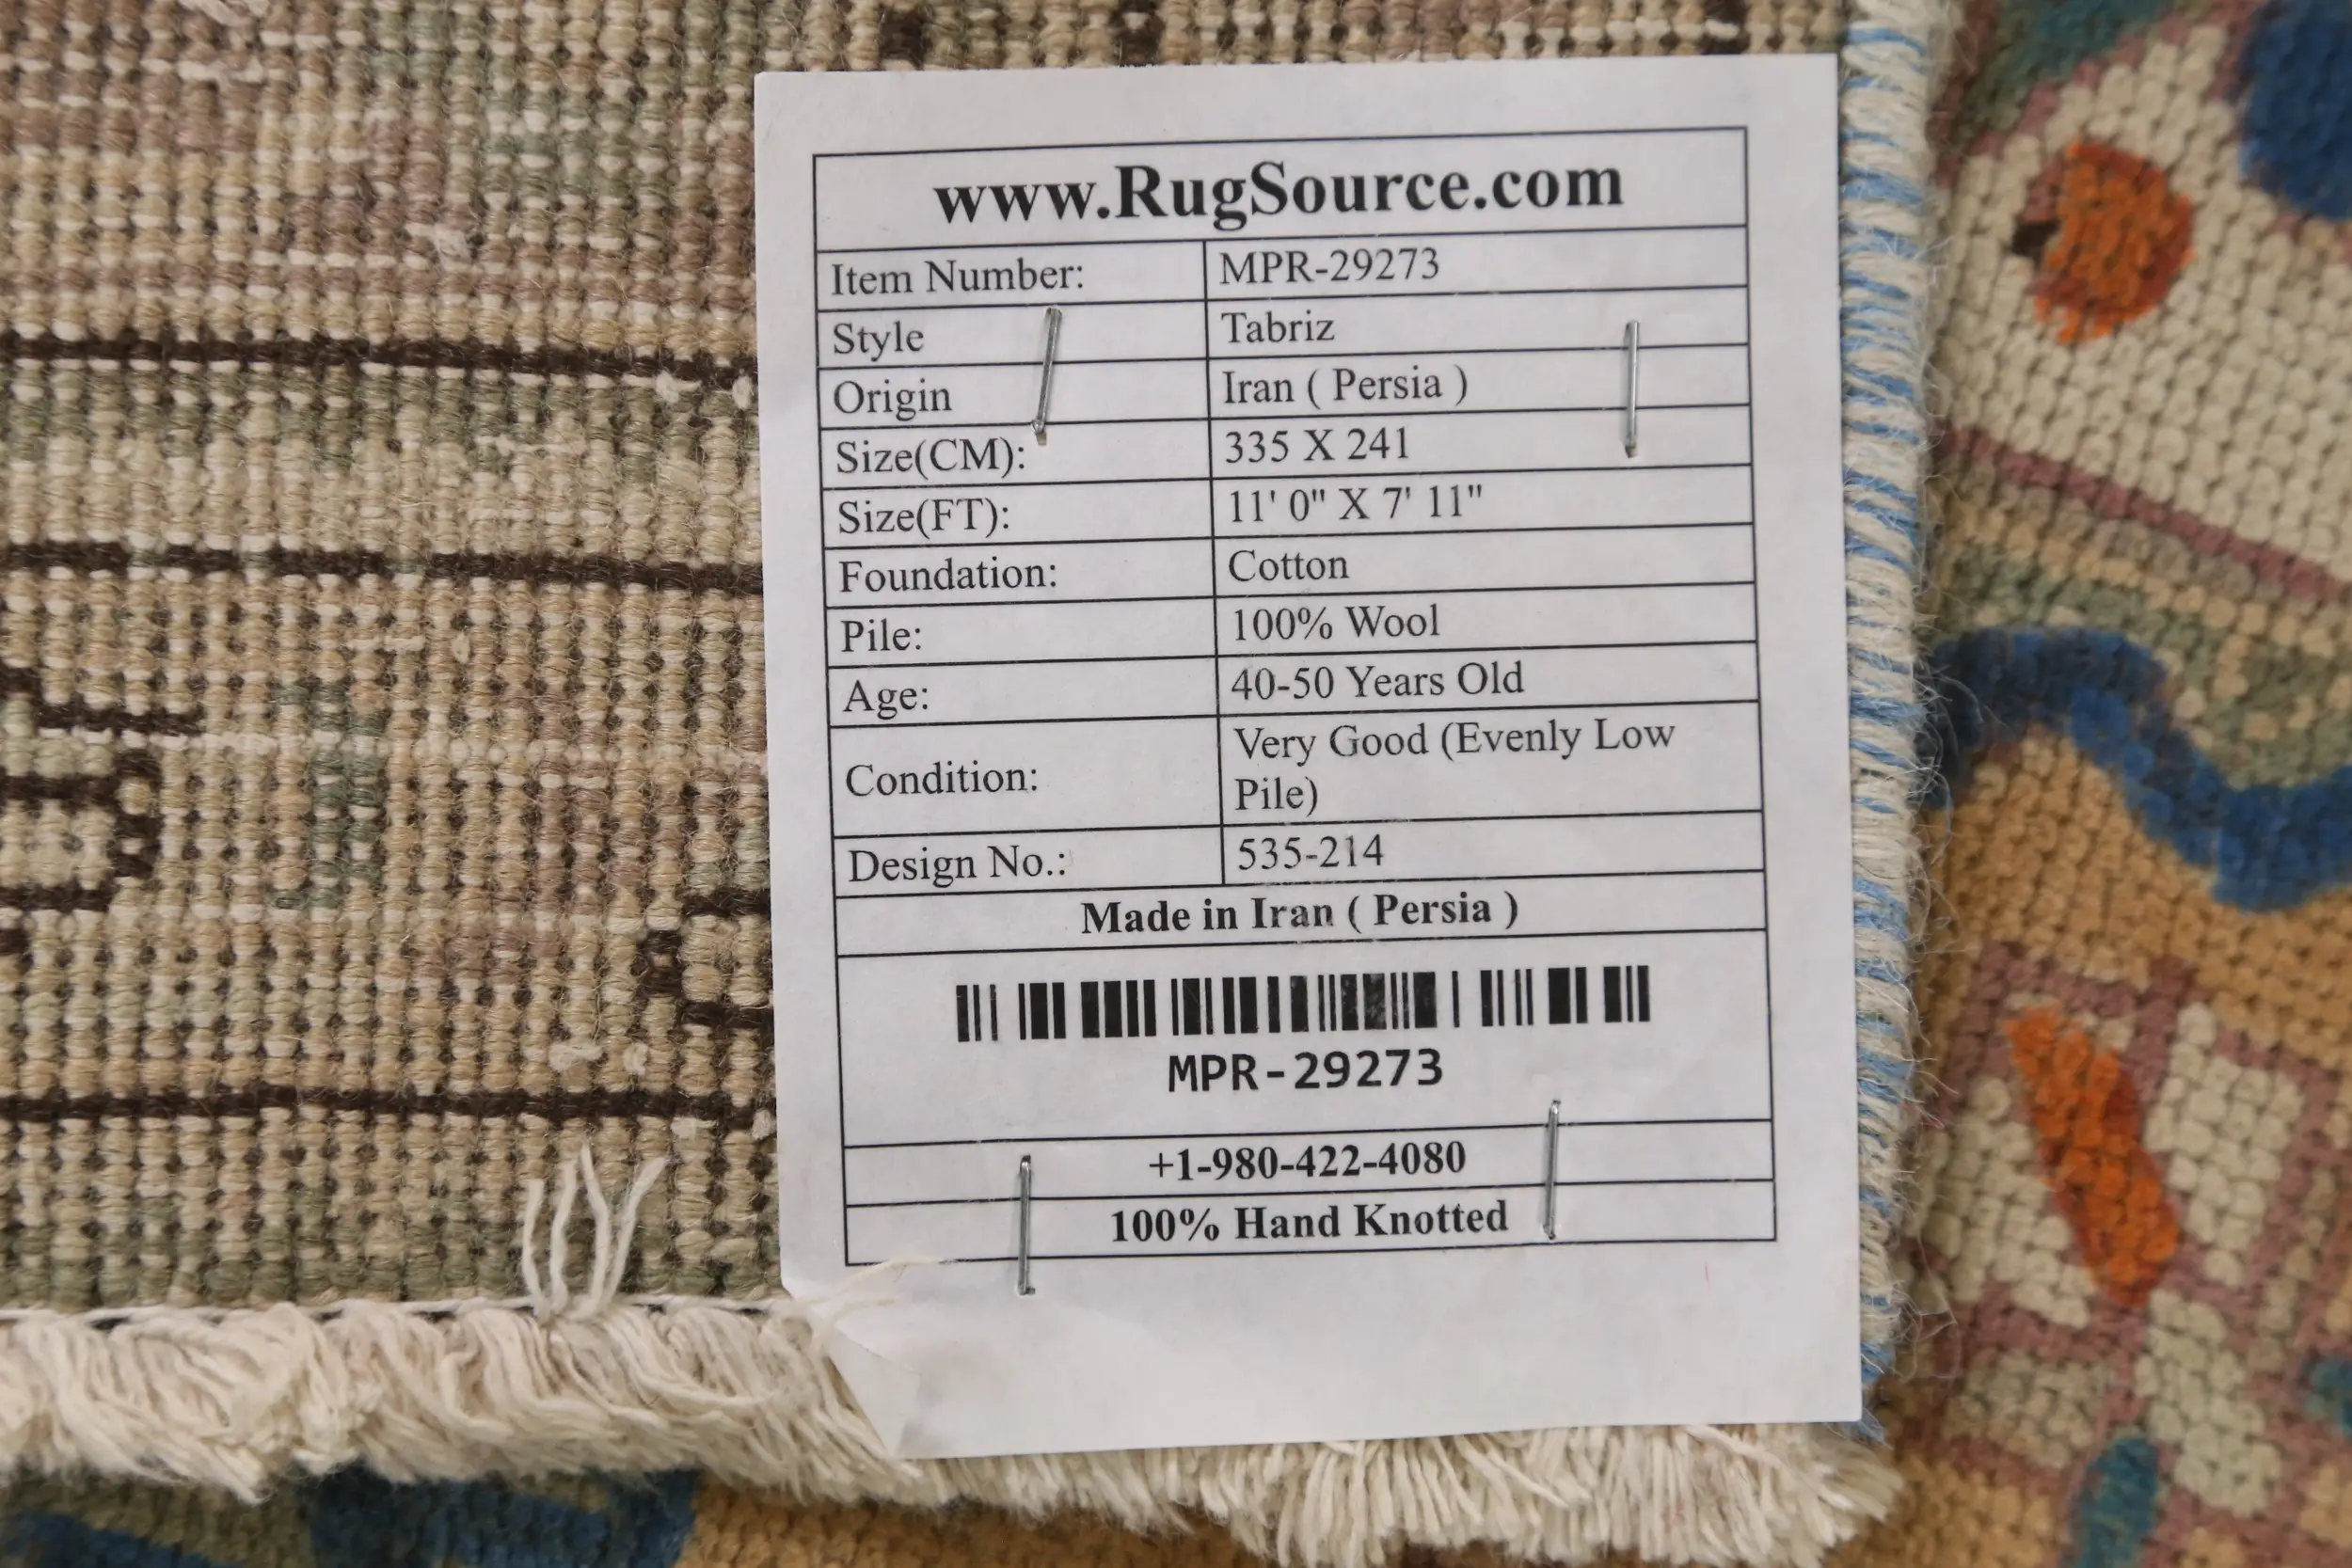 www.RugSource.com
Item Number: MPR-29273
Style Tabriz
Origin Iran ( Persia )
Size(CM): 335 X 241
Size(FT): 11' 0" X 7' 11"
Foundation: Cotton
Pile: 100% Wool
Age: 40-50 Years Old
Condition: Very Good (Evenly Low
Pile)
Design No.: 535-214
Made in Iran ( Persia )
MPR-29273
+1-980-422-4080
100% Hand Knotted